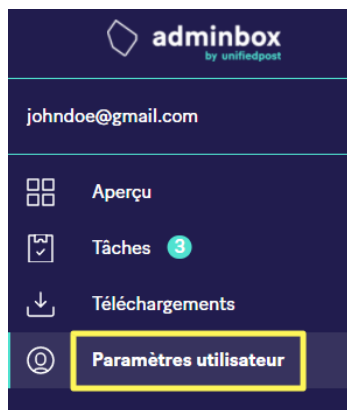 adminbox
by unifiedpost
johndoe@gmail.com
Aperçu
Tâches 3
Téléchargements
Paramètres utilisateur